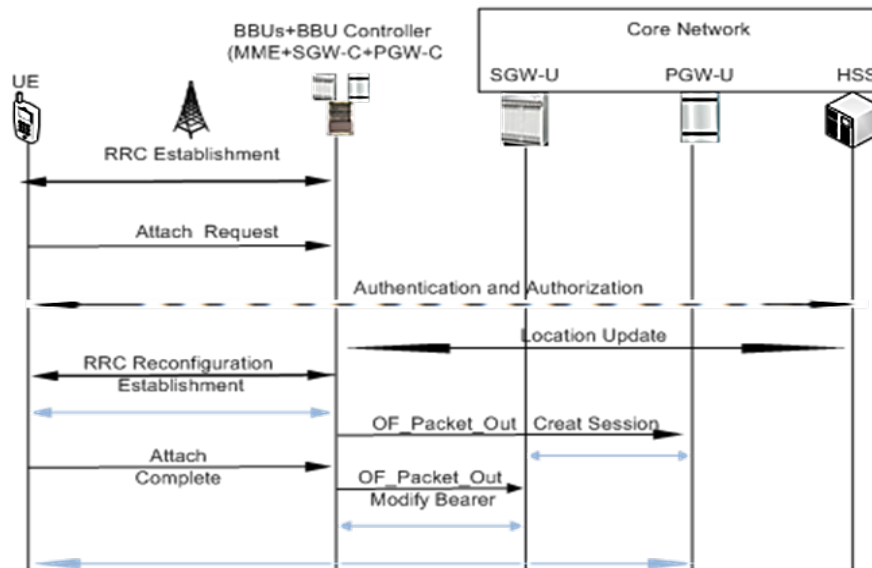 BBUs+BBU Controller
(MME+SGW-C+PGW-C
Core Network
UE
SGW-U
PGW-U
HSS
RRC Establishment
Attach Request
Authentication and Authorization
Location Update
RRC Reconfiguration
Establishment
OF_Packet_Out Creat Session
Attach
Complete
OF_Packet_Out
Modify Bearer